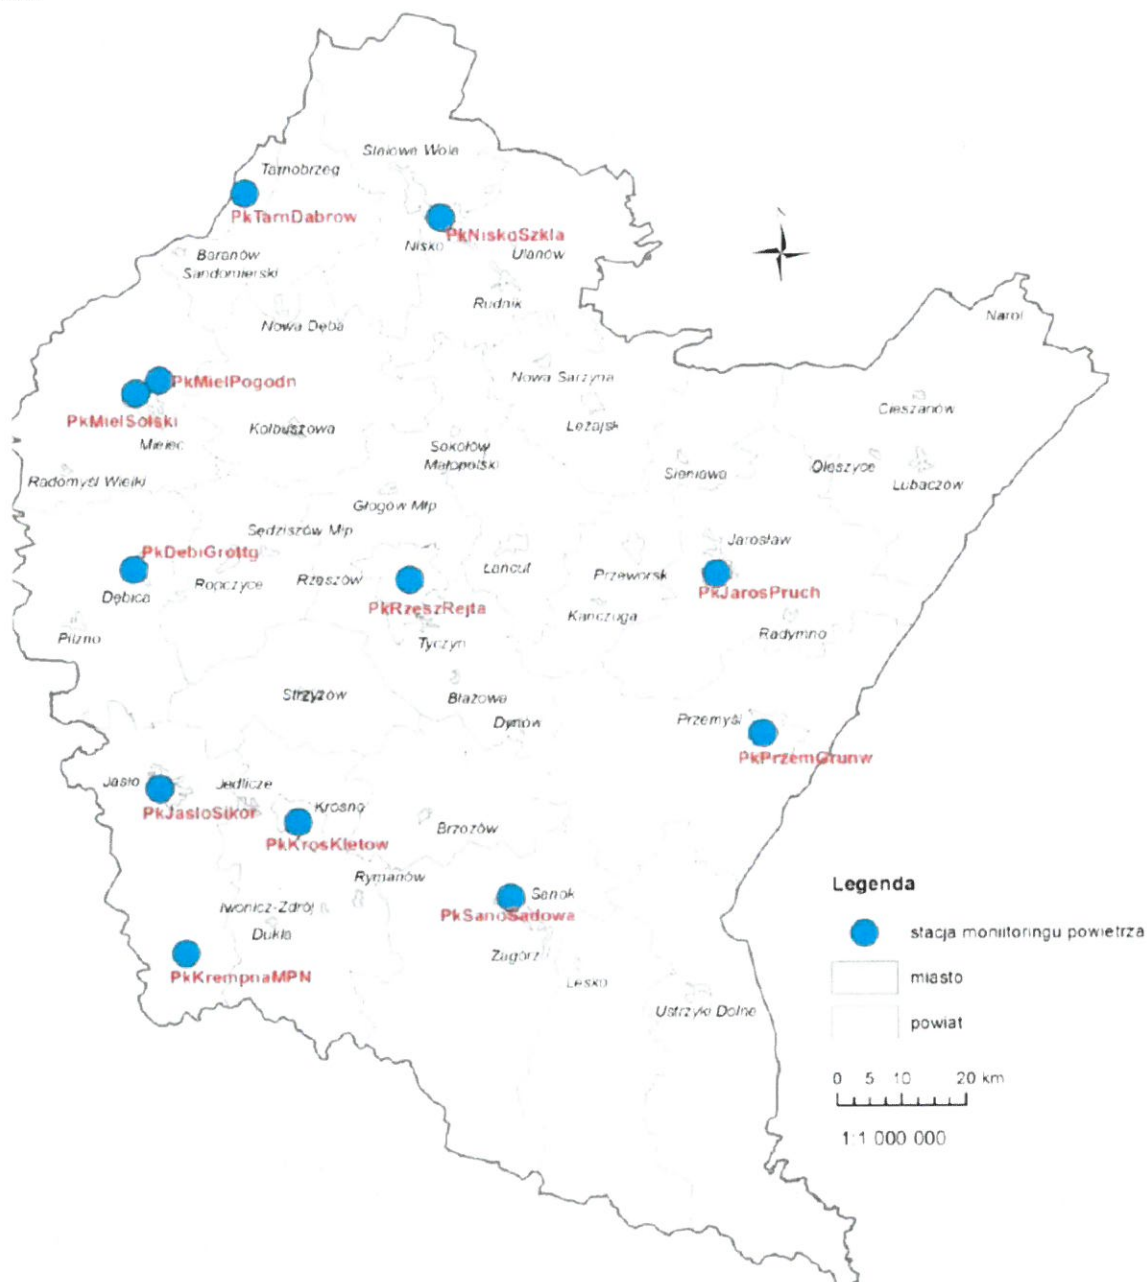 Stalowa Wola
Tarnobrzeg
PkTarnDabrow
PkNiskoSzkla
Nisko
Ulanów
Baranów
Sandomierski
Rudnik
Narol
Nowa Dęba
Nowa Sarzyna
PkMielPogodn
PkMielSolski
Cieszanów
Mielec
Kolbuszowa
Leżajsk
Sokołów
Małopolski
Sieniawa
Oleszyce
Lubaczów
Radomyśl Wielki
Głogów Młp
Sędziszów Młp
Jarosław
PkDebiGrottg
Ropczyce
Rzeszów
Łańcut
Przeworsk
Dębica
PkRzeszRejta
PkJarosPruch
Kańczuga
Radymno
Pilzno
Tyczyn
Strzyżów
Błażowa
Dynów
Przemyśl
PkPrzemGrunw
Jasło
Jedlicze
Krosno
PkJasloSikor
Brzozów
PkKrosKletow
Rymanów
Legenda
Sanok
Iwonicz-Zdrój
PkSanoSadowa
Dukla
stacja moniitoringu powietrza
Zagórz
PkKrempnaMPN
miasto
Lesko
Ustrzyki Dolne
powiat
0 5 10 20 km
1:1 000 000